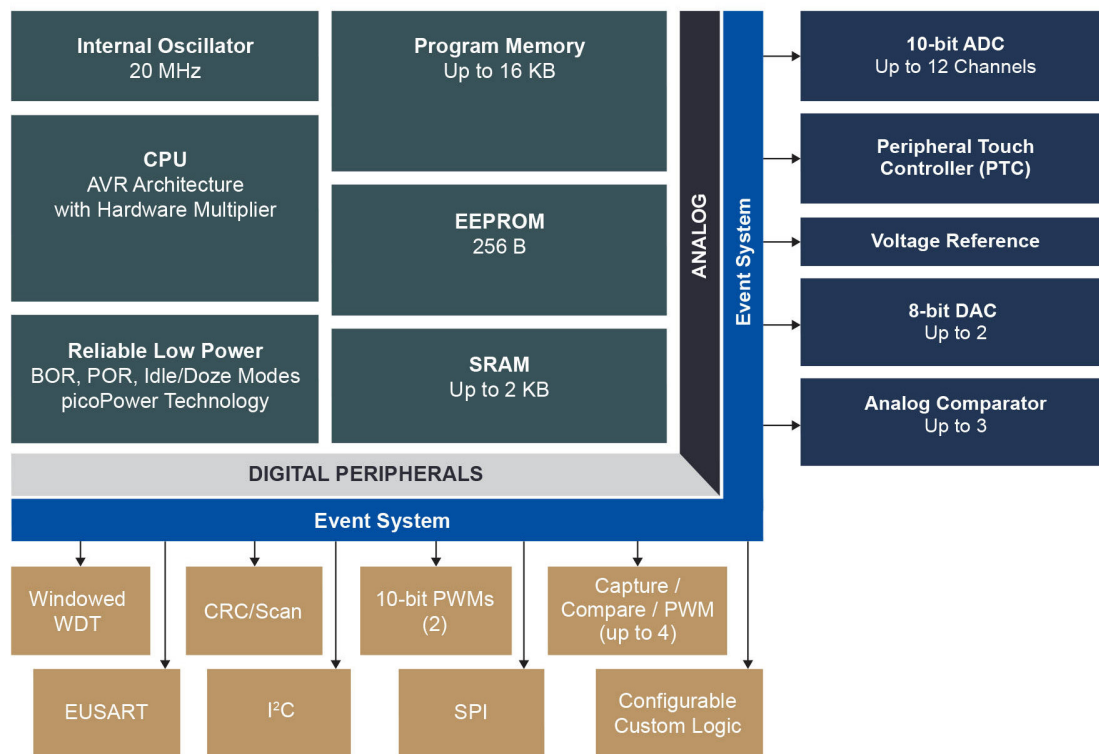 Internal Oscillator
20 MHz
Program Memory
Up to 16 KB
CPU
AVR Architecture
with Hardware Multiplier
EEPROM
256 B
Reliable Low Power
BOR, POR, Idle/Doze Modes
picoPower Technology
SRAM
Up to 2 KB
ANALOG
Event System
10-bit ADC
Up to 12 Channels
Peripheral Touch
Controller (PTC)
Voltage Reference
8-bit DAC
Up to 2
Analog Comparator
Up to 3
DIGITAL PERIPHERALS
Event System
Windowed
WDT
CRC/Scan
10-bit PWMs
(2)
Capture /
Compare / PWM
(up to 4)
EUSART
I²C
SPI
Configurable
Custom Logic